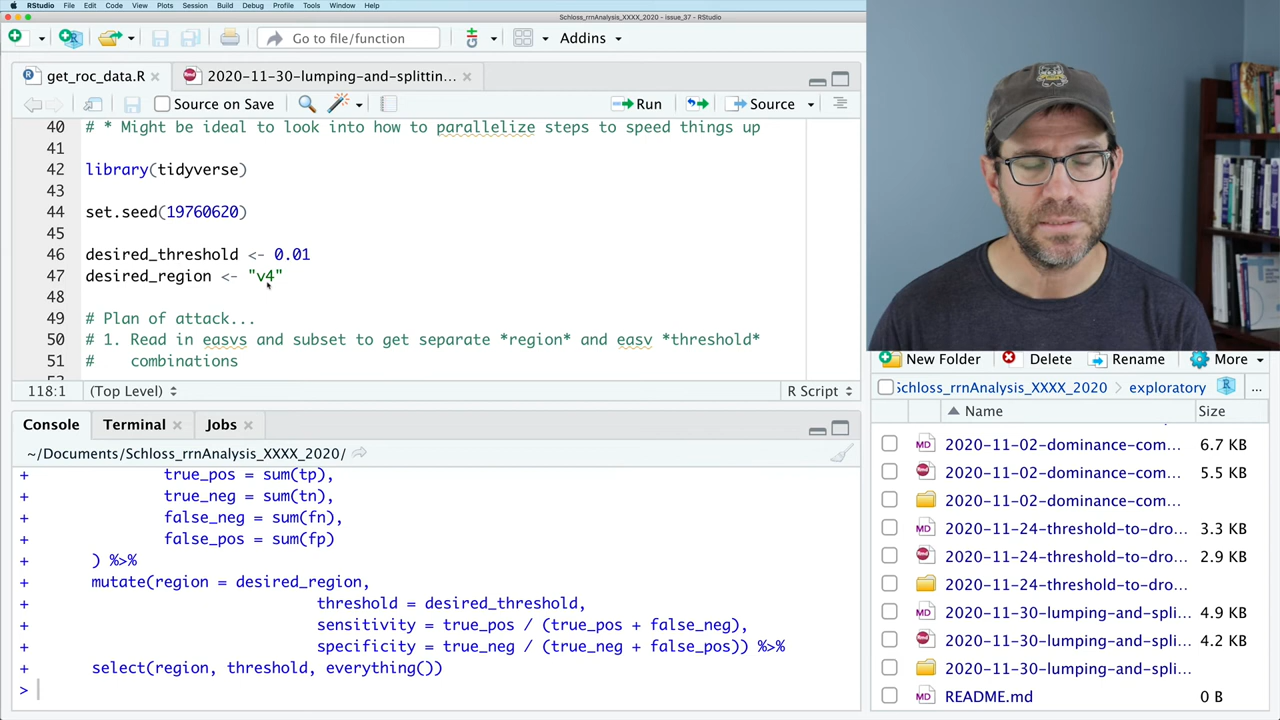 RStudio File Edit Code View Plots Session Build Debug Profile Tools Window Help
Schloss_rrnAnalysis_XXXX_2020 - issue_37 - RStudio
Go to file/function
Addins
get_roc_data.R
2020-11-30-lumping-and-splittin...
Source on Save
Run
Source
40 # * Might be ideal to look into how to parallelize steps to speed things up
41
42 library(tidyverse)
43
44 set.seed(19760620)
45
46 desired_threshold <- 0.01
47 desired_region <- "v4"
48
49 # Plan of attack...
50 # 1. Read in easvs and subset to get separate *region* and easv *threshold*
51 #    combinations
118:1 (Top Level) R Script
Console Terminal Jobs
~/Documents/Schloss_rrnAnalysis_XXXX_2020/
+ true_pos = sum(tp),
+ true_neg = sum(tn),
+ false_neg = sum(fn),
+ false_pos = sum(fp)
+ ) %>%
+ mutate(region = desired_region,
+ threshold = desired_threshold,
+ sensitivity = true_pos / (true_pos + false_neg),
+ specificity = true_neg / (true_neg + false_pos)) %>%
+ select(region, threshold, everything())
>
New Folder Delete Rename More
Schloss_rrnAnalysis_XXXX_2020 > exploratory ...
Name Size
2020-11-02-dominance-com... 6.7 KB
2020-11-02-dominance-com... 5.5 KB
2020-11-02-dominance-com...
2020-11-24-threshold-to-dro... 3.3 KB
2020-11-24-threshold-to-dro... 2.9 KB
2020-11-24-threshold-to-dro...
2020-11-30-lumping-and-spli... 4.9 KB
2020-11-30-lumping-and-spli... 4.2 KB
2020-11-30-lumping-and-spli...
README.md 0 B